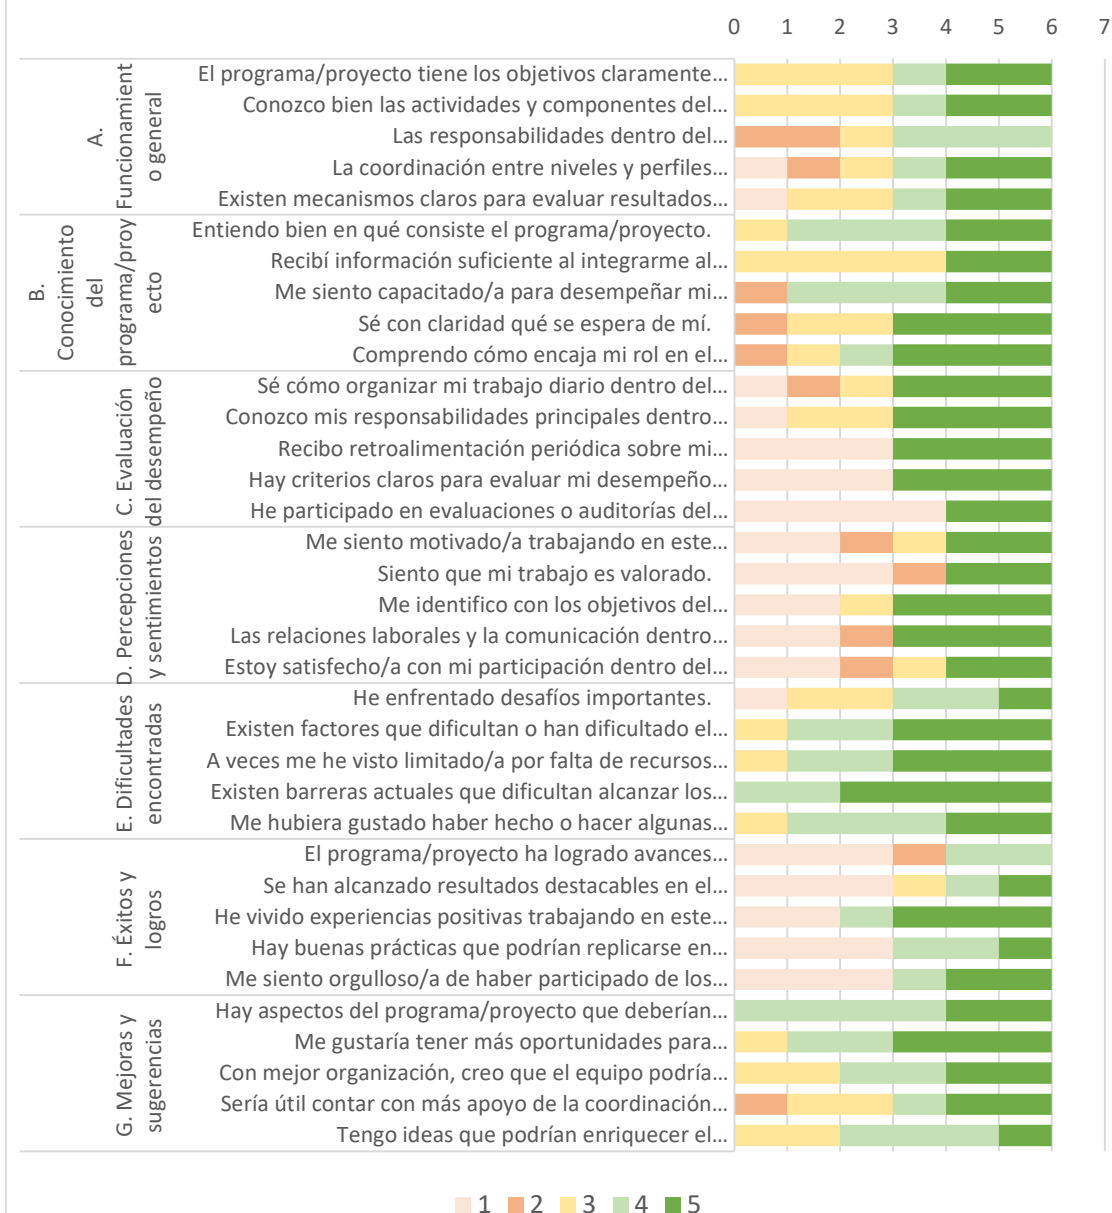 0 1 2 3 4 5 6 7
A.
Funcionamient
o general
El programa/proyecto tiene los objetivos claramente...
Conozco bien las actividades y componentes del...
Las responsabilidades dentro del...
La coordinación entre niveles y perfiles...
Existen mecanismos claros para evaluar resultados...
B.
Conocimiento
del
programa/proy
ecto
Entiendo bien en qué consiste el programa/proyecto.
Recibí información suficiente al integrarme al...
Me siento capacitado/a para desempeñar mi...
Sé con claridad qué se espera de mí.
Comprendo cómo encaja mi rol en el...
C. Evaluación
del desempeño
Sé cómo organizar mi trabajo diario dentro del...
Conozco mis responsabilidades principales dentro...
Recibo retroalimentación periódica sobre mi...
Hay criterios claros para evaluar mi desempeño...
He participado en evaluaciones o auditorías del...
D. Percepciones
y sentimientos
Me siento motivado/a trabajando en este...
Siento que mi trabajo es valorado.
Me identifico con los objetivos del...
Las relaciones laborales y la comunicación dentro...
Estoy satisfecho/a con mi participación dentro del...
E. Dificultades
encontradas
He enfrentado desafíos importantes.
Existen factores que dificultan o han dificultado el...
A veces me he visto limitado/a por falta de recursos...
Existen barreras actuales que dificultan alcanzar los...
Me hubiera gustado haber hecho o hacer algunas...
F. Éxitos y
logros
El programa/proyecto ha logrado avances...
Se han alcanzado resultados destacables en el...
He vivido experiencias positivas trabajando en este...
Hay buenas prácticas que podrían replicarse en...
Me siento orgulloso/a de haber participado de los...
G. Mejoras y
sugerencias
Hay aspectos del programa/proyecto que deberían...
Me gustaría tener más oportunidades para...
Con mejor organización, creo que el equipo podría...
Sería útil contar con más apoyo de la coordinación...
Tengo ideas que podrían enriquecer el...
1 2 3 4 5